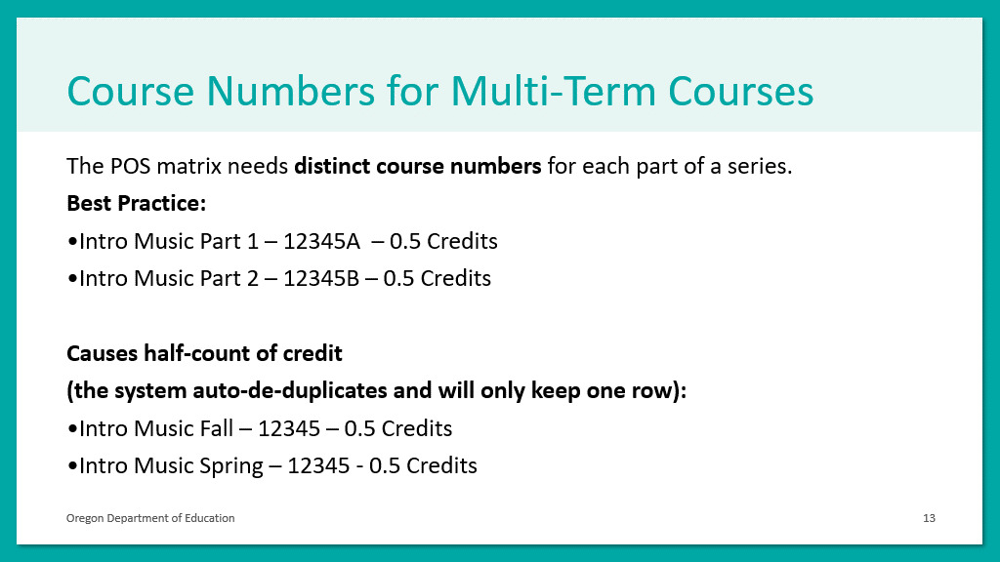 Course Numbers for Multi-Term Courses
The POS matrix needs distinct course numbers for each part of a series.
Best Practice:
•Intro Music Part 1 – 12345A  – 0.5 Credits
•Intro Music Part 2 – 12345B – 0.5 Credits
Causes half-count of credit
(the system auto-de-duplicates and will only keep one row):
•Intro Music Fall – 12345 – 0.5 Credits
•Intro Music Spring – 12345 - 0.5 Credits
Oregon Department of Education
13